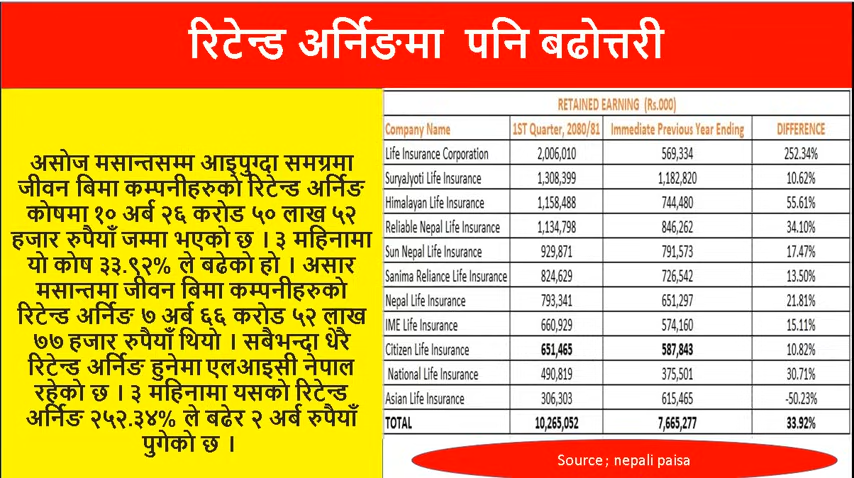 रिटेन्ड अर्निङमा पनि बढोत्तरी
असोज मसान्तसम्म आइपुग्दा समग्रमा
जीवन बिमा कम्पनीहरुको रिटेन्ड अर्निङ
कोषमा १० अर्ब २६ करोड ५० लाख ५२
हजार रुपैयाँ जम्मा भएको छ । ३ महिनामा
यो कोष ३३.९२% ले बढेको हो । असार
मसान्तमा जीवन बिमा कम्पनीहरुको
रिटेन्ड अर्निङ ७ अर्ब ६६ करोड ५२ लाख
७७ हजार रुपैयाँ थियो । सबैभन्दा धेरै
रिटेन्ड अर्निङ हुनेमा एलआइसी नेपाल
रहेको छ । ३ महिनामा यसको रिटेन्ड
अर्निङ २५२.३४% ले बढेर २ अर्ब रुपैयाँ
पुगेको छ ।
RETAINED EARNING (Rs.000)
Company Name 1ST Quarter, 2080/81 Immediate Previous Year Ending DIFFERENCE
Life Insurance Corporation 2,006,010 569,334 252.34%
SuryaJyoti Life Insurance 1,308,399 1,182,820 10.62%
Himalayan Life Insurance 1,158,488 744,480 55.61%
Reliable Nepal Life Insurance 1,134,798 846,262 34.10%
Sun Nepal Life Insurance 929,871 791,573 17.47%
Sanima Reliance Life Insurance 824,629 726,542 13.50%
Nepal Life Insurance 793,341 651,297 21.81%
IME Life Insurance 660,929 574,160 15.11%
Citizen Life Insurance 651,465 587,843 10.82%
National Life Insurance 490,819 375,501 30.71%
Asian Life Insurance 306,303 615,465 -50.23%
TOTAL 10,265,052 7,665,277 33.92%
Source ; nepali paisa